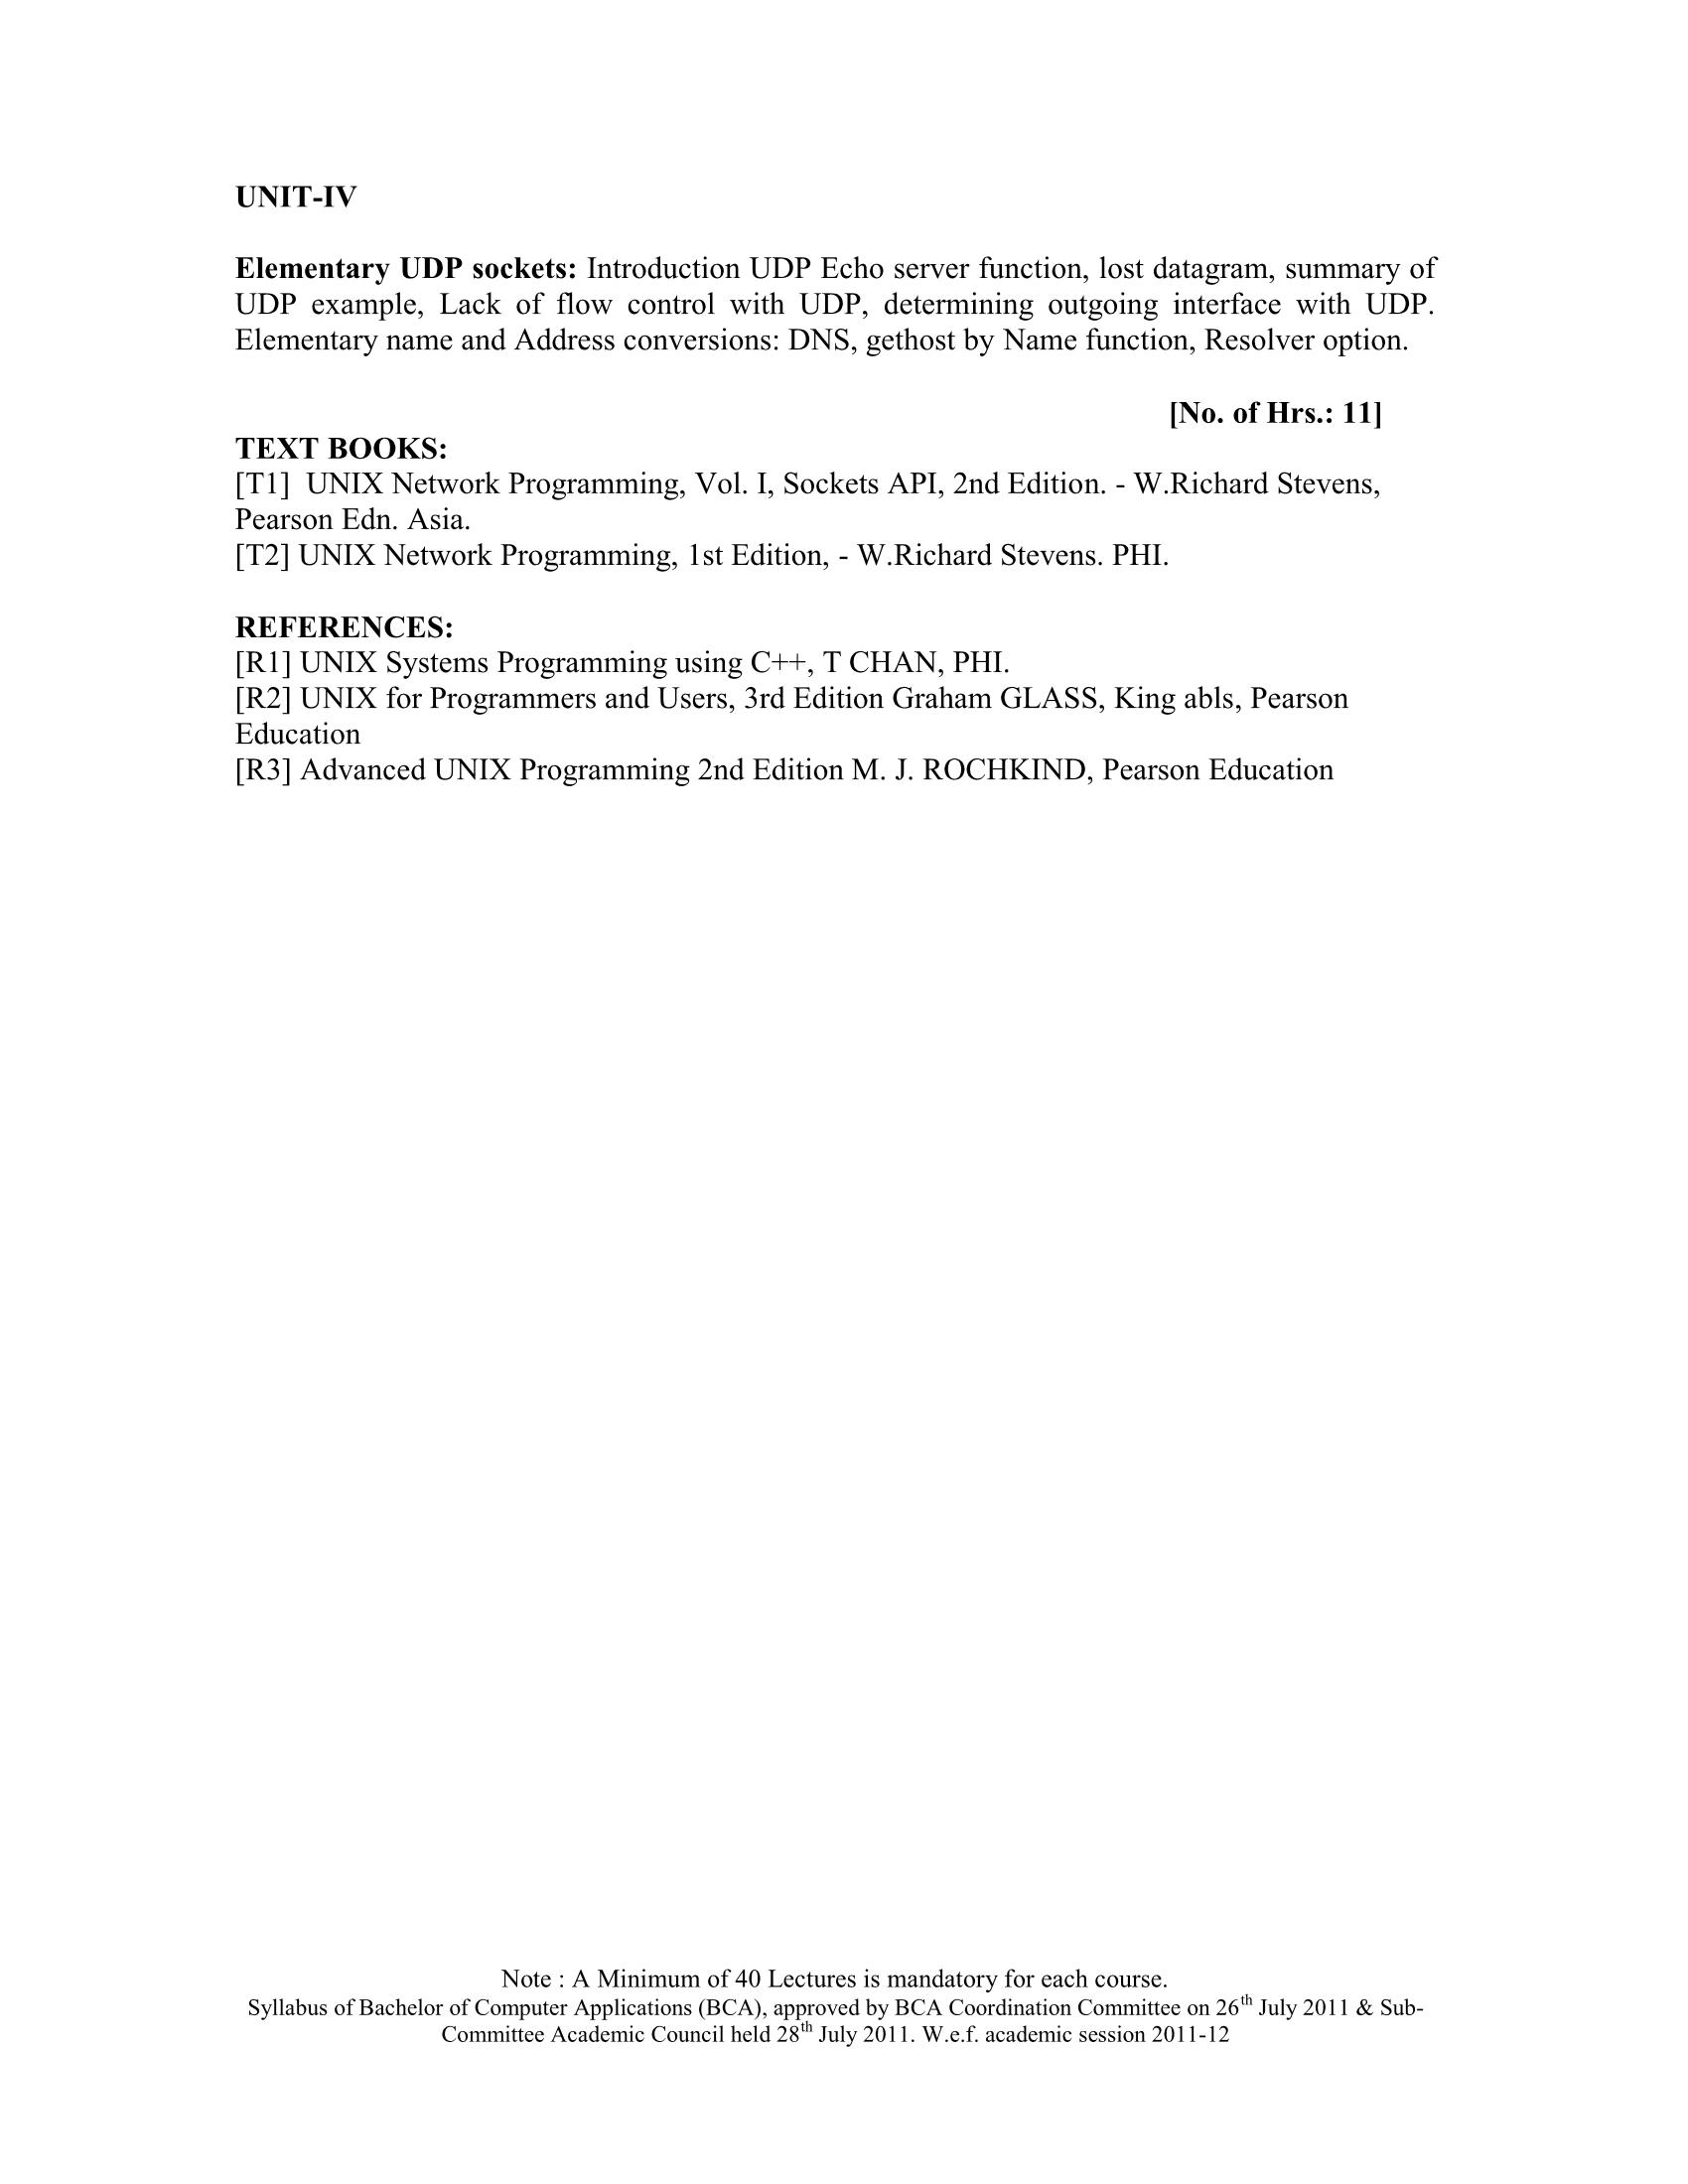 UNIT-IV
Elementary UDP sockets: Introduction UDP Echo server function, lost datagram, summary of
UDP example, Lack of flow control with UDP, determining outgoing interface with UDP.
Elementary name and Address conversions: DNS, gethost by Name function, Resolver option.
[No. of Hrs.: 11]
TEXT BOOKS:
[T1]  UNIX Network Programming, Vol. I, Sockets API, 2nd Edition. - W.Richard Stevens,
Pearson Edn. Asia.
[T2] UNIX Network Programming, 1st Edition, - W.Richard Stevens. PHI.
REFERENCES:
[R1] UNIX Systems Programming using C++, T CHAN, PHI.
[R2] UNIX for Programmers and Users, 3rd Edition Graham GLASS, King abls, Pearson
Education
[R3] Advanced UNIX Programming 2nd Edition M. J. ROCHKIND, Pearson Education
Note : A Minimum of 40 Lectures is mandatory for each course.
Syllabus of Bachelor of Computer Applications (BCA), approved by BCA Coordination Committee on 26th July 2011 & Sub-
Committee Academic Council held 28th July 2011. W.e.f. academic session 2011-12